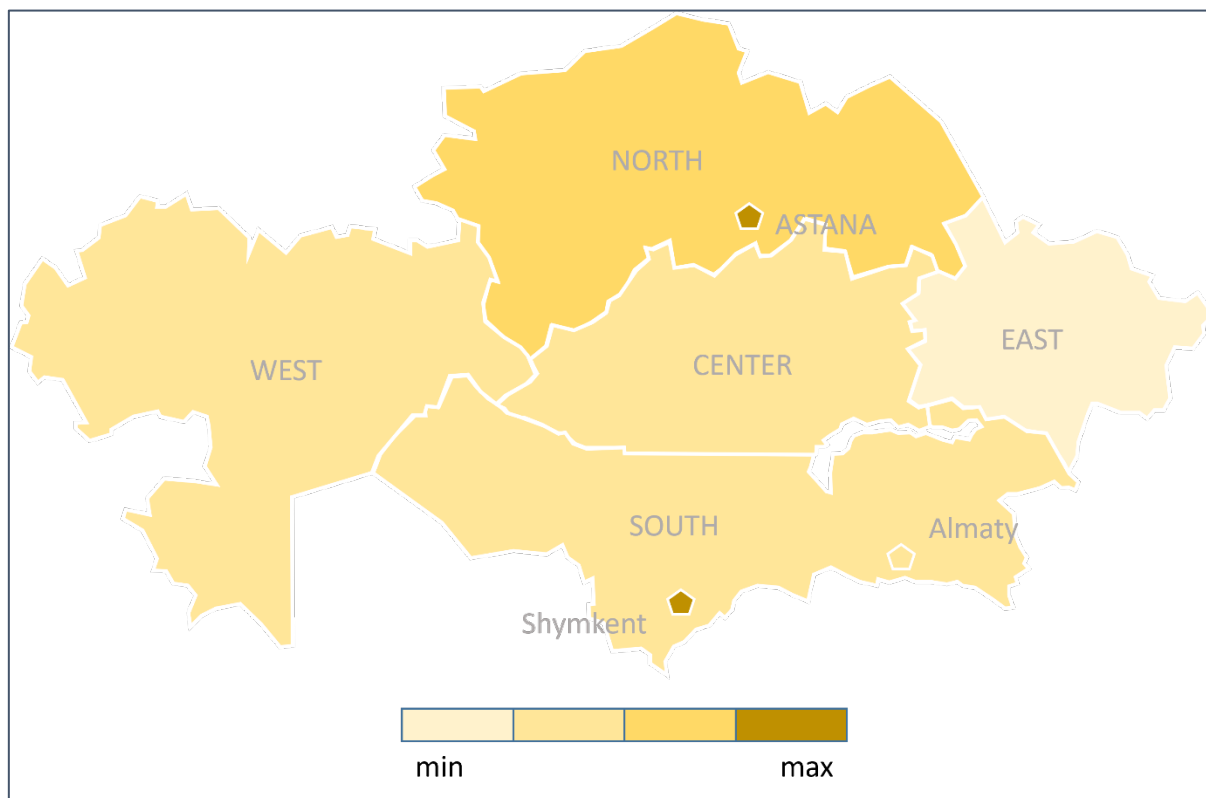 NORTH
ASTANA
EAST
WEST
CENTER
SOUTH
Almaty
Shymkent
min
max